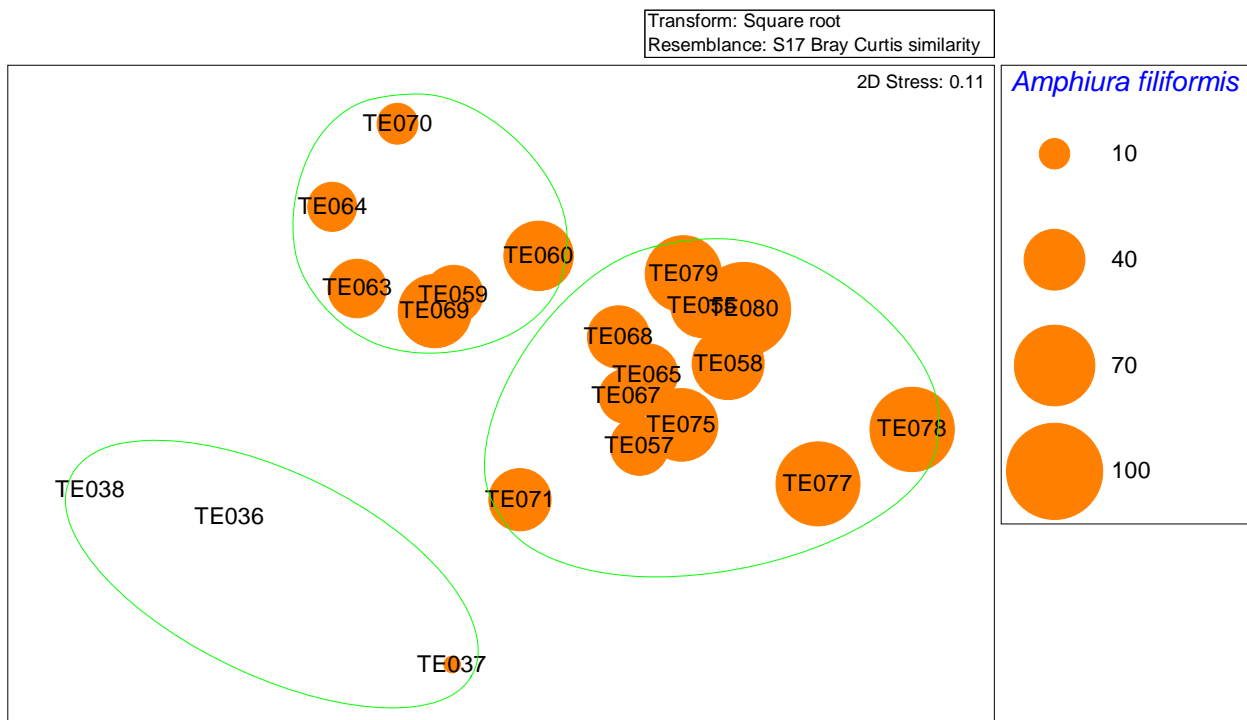 Transform: Square root
Resemblance: S17 Bray Curtis similarity
2D Stress: 0.11
Amphiura filiformis
10
40
70
100
TE070
TE064
TE060
TE063
TE059
TE069
TE079
TE055
TE080
TE068
TE058
TE065
TE067
TE075
TE078
TE057
TE077
TE071
TE038
TE036
TE037